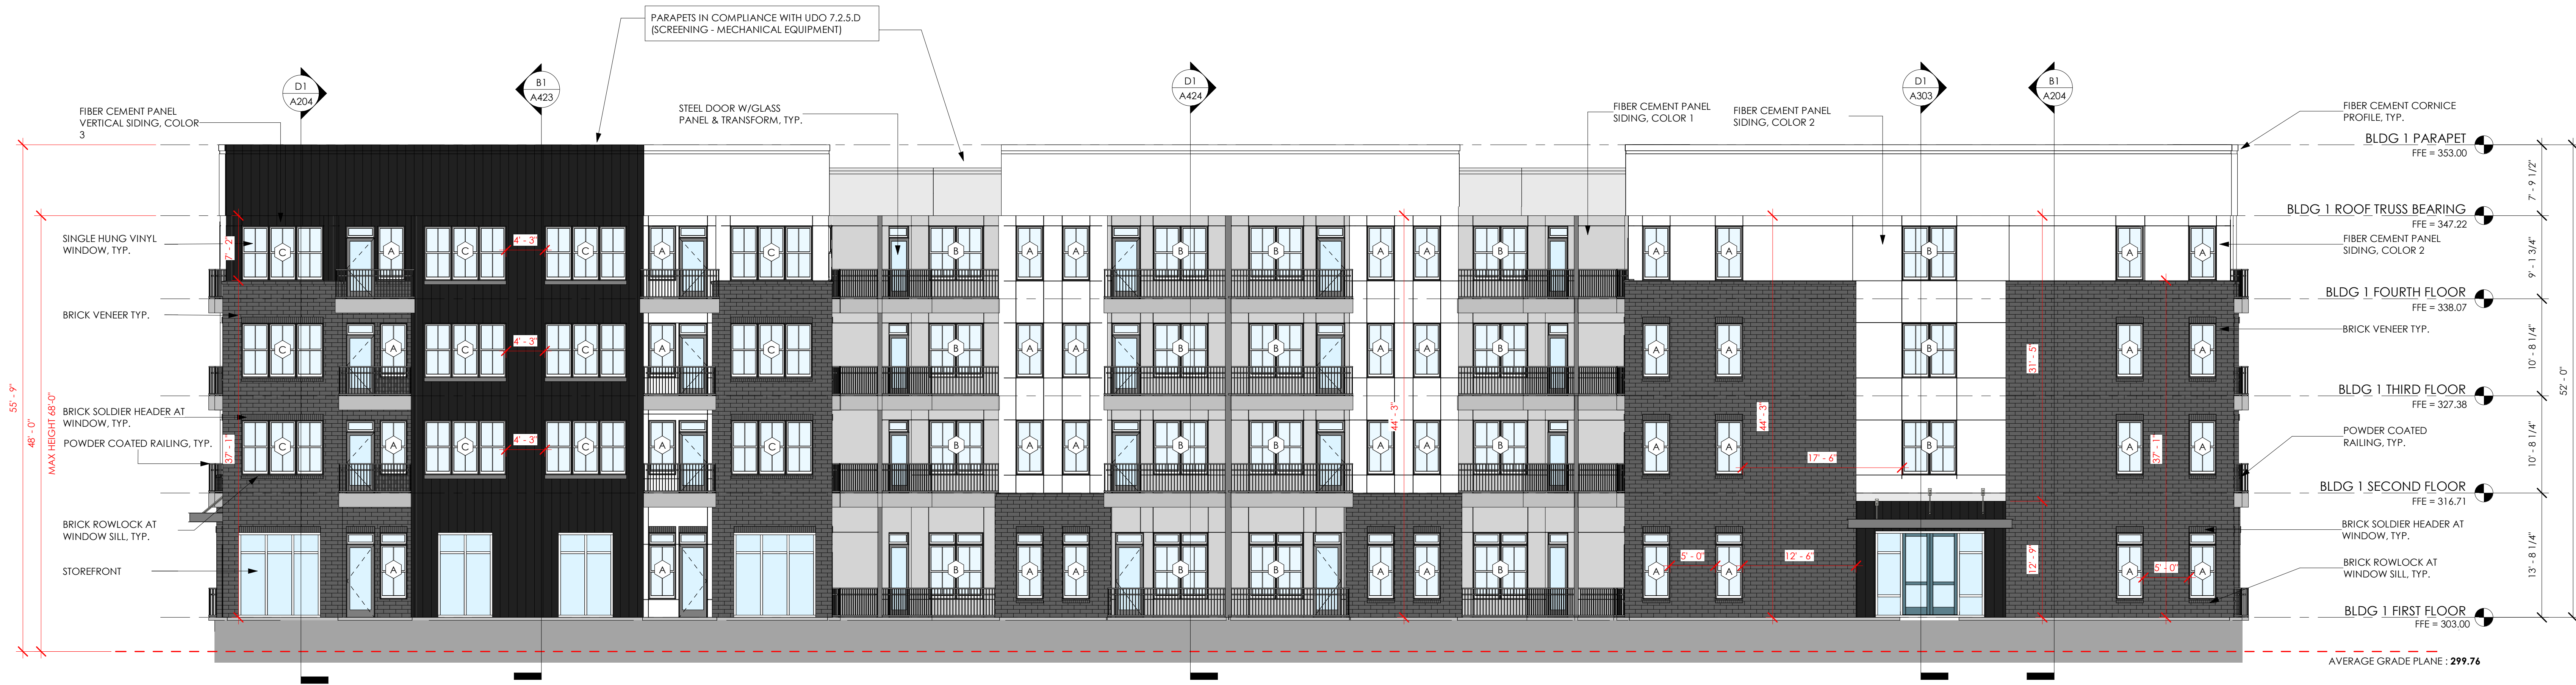 PARAPETS IN COMPLIANCE WITH UDO 7.2.5.D
(SCREENING - MECHANICAL EQUIPMENT)
D1
A204
B1
A423
D1
A424
D1
A303
B1
A204
FIBER CEMENT PANEL
VERTICAL SIDING, COLOR
3
STEEL DOOR W/GLASS
PANEL & TRANSFORM, TYP.
FIBER CEMENT PANEL
SIDING, COLOR 1
FIBER CEMENT PANEL
SIDING, COLOR 2
FIBER CEMENT CORNICE
PROFILE, TYP.
BLDG 1 PARAPET
FFE = 353.00
7' - 9 1/2"
BLDG 1 ROOF TRUSS BEARING
FFE = 347.22
SINGLE HUNG VINYL
WINDOW, TYP.
7' - 2"
C
A
C
4' - 3"
C
A
C
B
A
A
B
B
A
A
B
A
A
B
A
A
FIBER CEMENT PANEL
SIDING, COLOR 2
9' - 1 3/4"
BLDG 1 FOURTH FLOOR
FFE = 338.07
BRICK VENEER TYP.
BRICK VENEER TYP.
C
A
C
4' - 3"
C
A
C
B
A
A
B
B
A
A
B
A
A
B
A
A
31' - 5"
10' - 8 1/4"
55' - 9"
48' - 0"
MAX HEIGHT 68'-0"
52' - 0"
BLDG 1 THIRD FLOOR
FFE = 327.38
BRICK SOLDIER HEADER AT
WINDOW, TYP.
POWDER COATED RAILING, TYP.
37' - 1"
C
A
C
4' - 3"
C
A
C
B
A
A
B
B
A
A
B
A
A
B
A
A
44' - 3"
44' - 3"
37' - 1"
17' - 6"
POWDER COATED
RAILING, TYP.
10' - 8 1/4"
BLDG 1 SECOND FLOOR
FFE = 316.71
BRICK ROWLOCK AT
WINDOW SILL, TYP.
BRICK SOLDIER HEADER AT
WINDOW, TYP.
STOREFRONT
A
A
B
A
A
B
B
A
A
B
A
5' - 0"
A
12' - 6"
12' - 9"
A
5' - 0"
A
BRICK ROWLOCK AT
WINDOW SILL, TYP.
13' - 8 1/4"
BLDG 1 FIRST FLOOR
FFE = 303.00
AVERAGE GRADE PLANE : 299.76